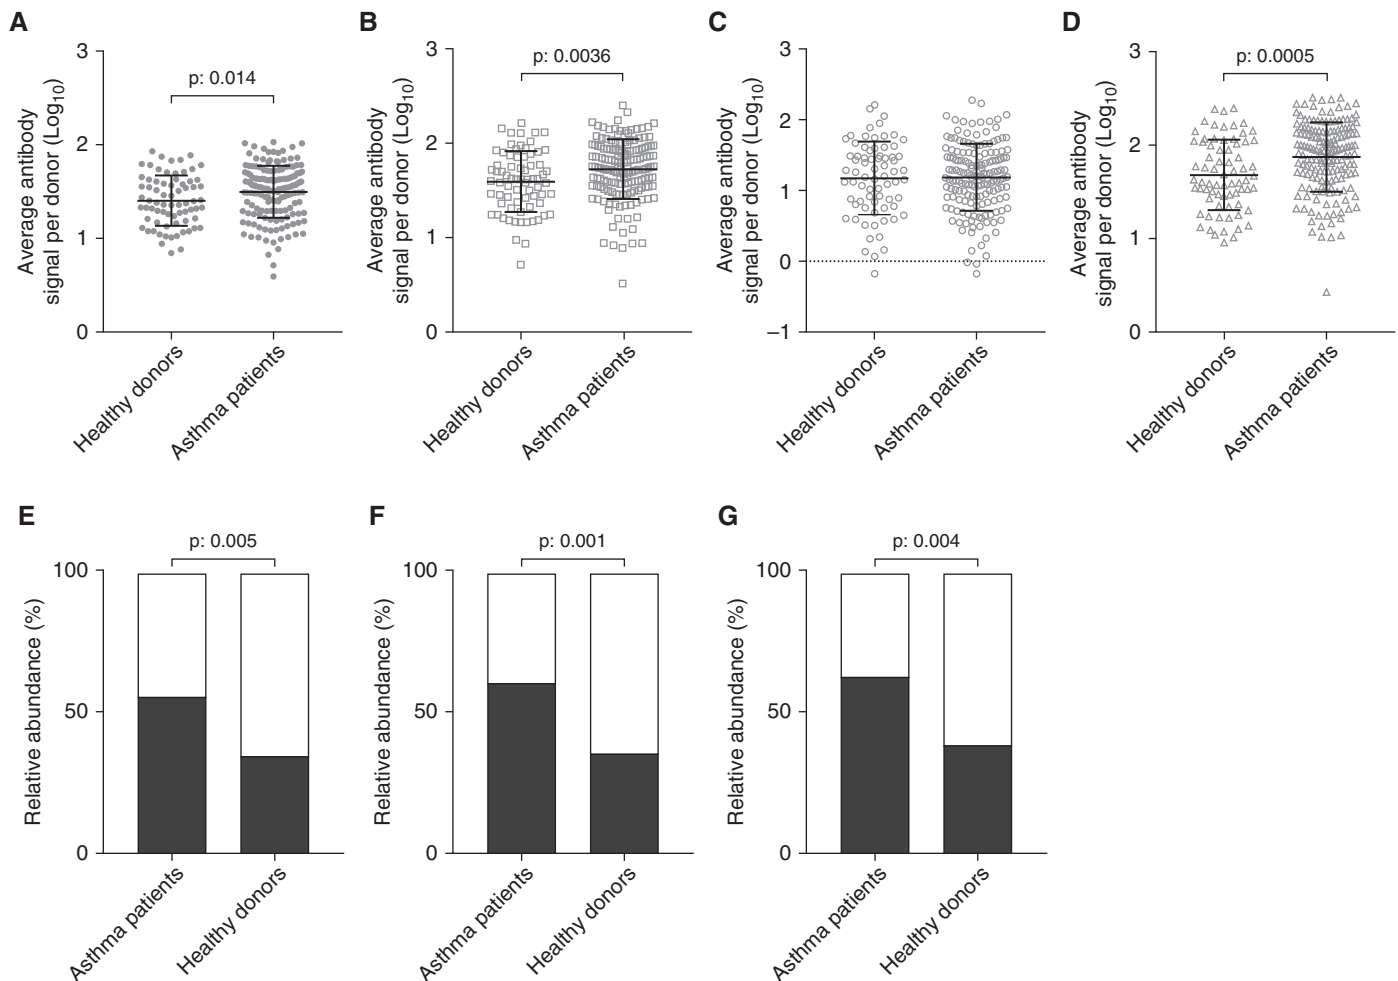 A
B
C
D
3
2
1
0
Average antibody
signal per donor (Log10)
p: 0.014
Healthy donors
Asthma patients
3
2
1
0
Average antibody
signal per donor (Log10)
p: 0.0036
Healthy donors
Asthma patients
3
2
1
0
–1
Average antibody
signal per donor (Log10)
Healthy donors
Asthma patients
3
2
1
0
Average antibody
signal per donor (Log10)
p: 0.0005
Healthy donors
Asthma patients
E
F
G
100
50
0
Relative abundance (%)
p: 0.005
Asthma patients
Healthy donors
100
50
0
Relative abundance (%)
p: 0.001
Asthma patients
Healthy donors
100
50
0
Relative abundance (%)
p: 0.004
Asthma patients
Healthy donors